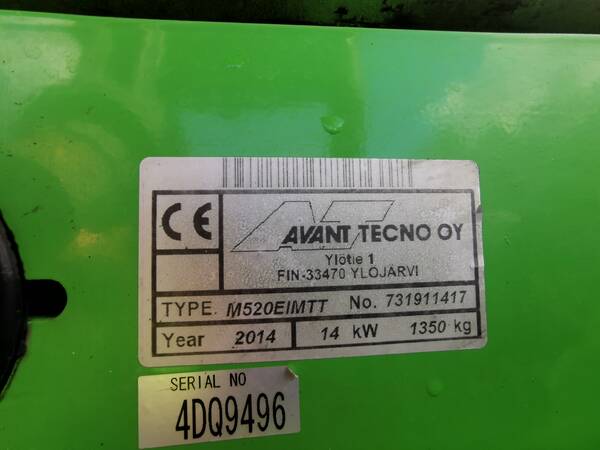 CE
AVANT TECNO OY
Ylötie 1
FIN-33470 YLÖJÄRVI
TYPE. M520EIMTT No. 731911417
Year 2014 14 kW 1350 kg
SERIAL NO
4DQ9496